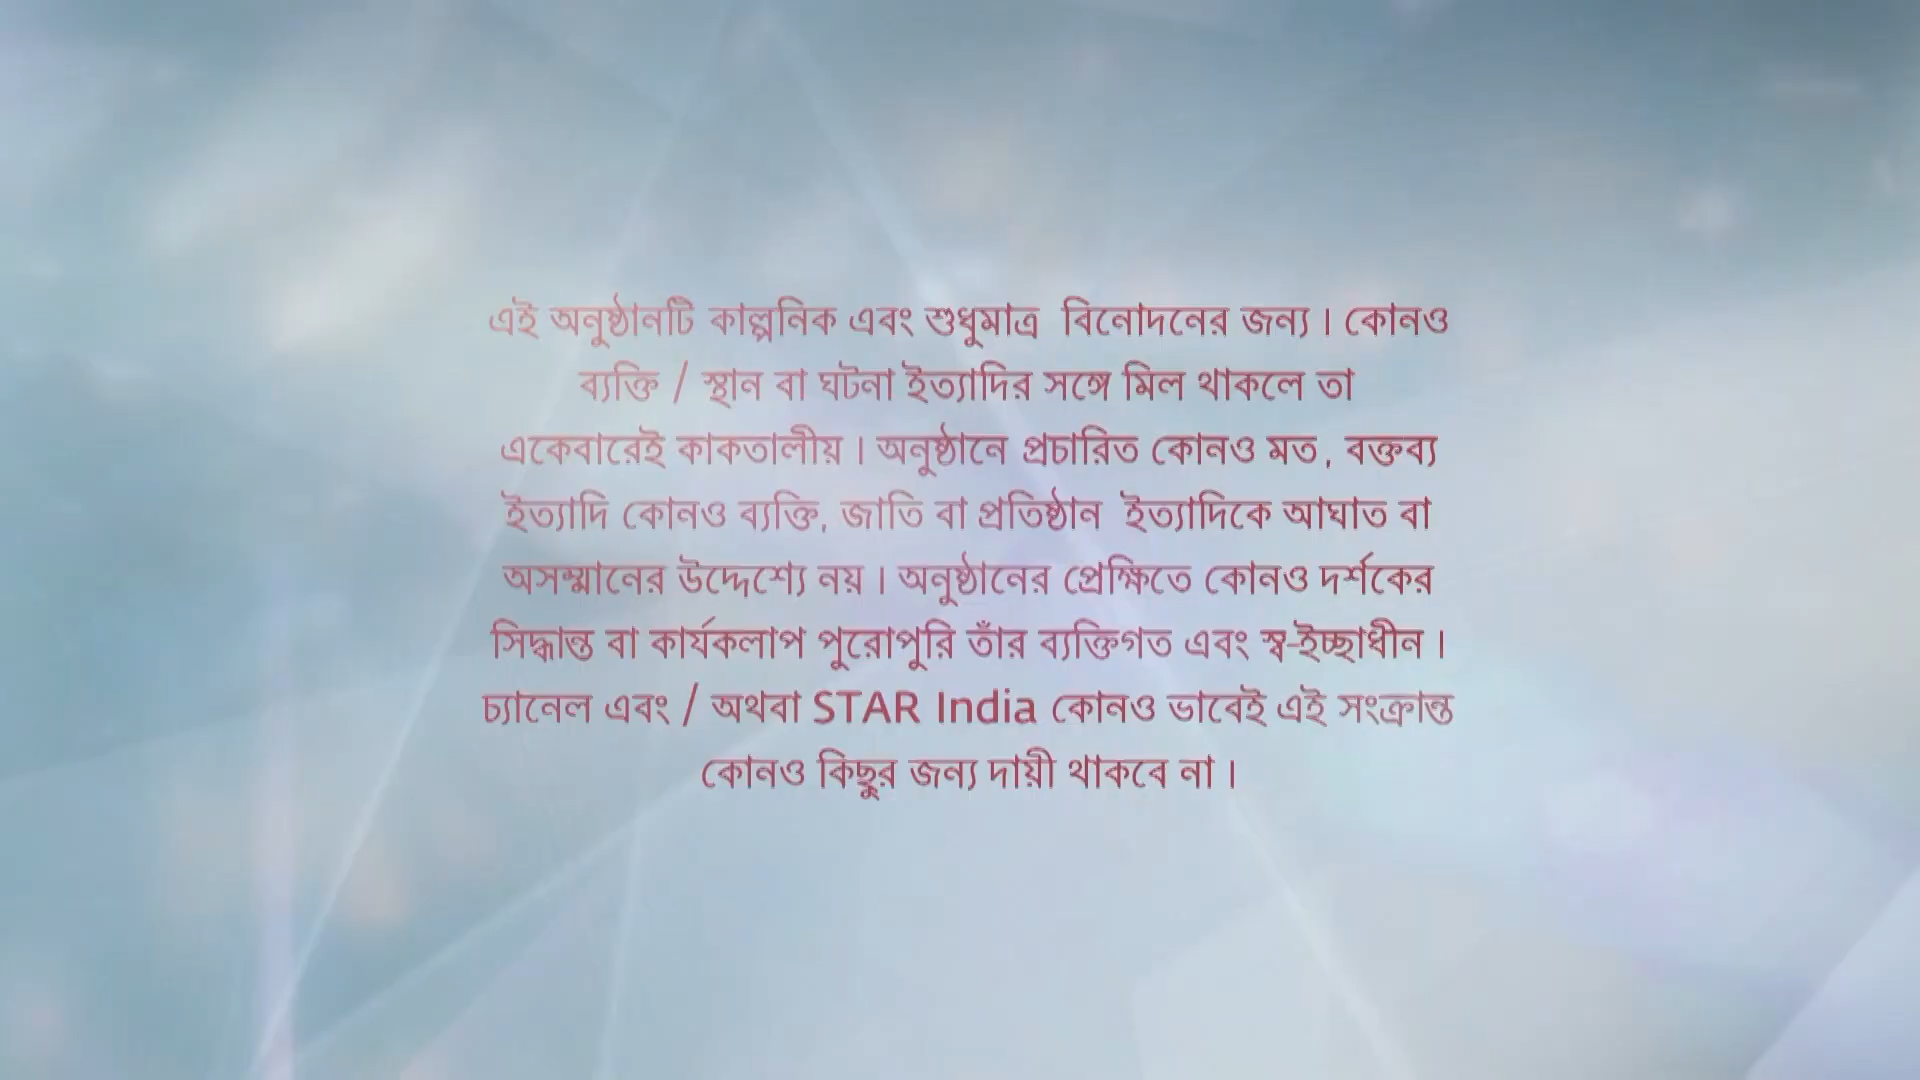 এই অনুষ্ঠানটি কাল্পনিক এবং শুধুমাত্র বিনোদনের জন্য । কোনও
ব্যক্তি / স্থান বা ঘটনা ইত্যাদির সঙ্গে মিল থাকলে তা
একেবারেই কাকতালীয় । অনুষ্ঠানে প্রচারিত কোনও মত, বক্তব্য
ইত্যাদি কোনও ব্যক্তি, জাতি বা প্রতিষ্ঠান ইত্যাদিকে আঘাত বা
অসম্মানের উদ্দেশ্যে নয় । অনুষ্ঠানের প্রেক্ষিতে কোনও দর্শকের
সিদ্ধান্ত বা কার্যকলাপ পুরোপুরি তাঁর ব্যক্তিগত এবং স্ব-ইচ্ছাধীন ।
চ্যানেল এবং / অথবা STAR India কোনও ভাবেই এই সংক্রান্ত
কোনও কিছুর জন্য দায়ী থাকবে না ।